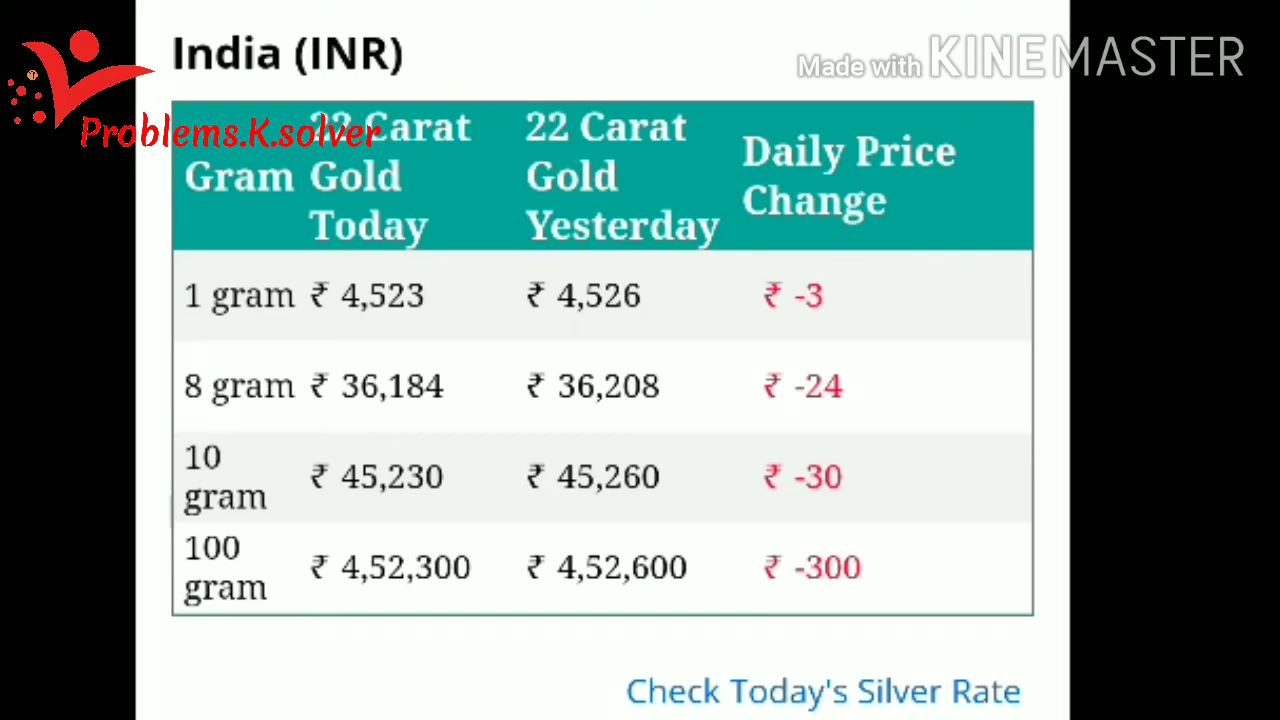 India (INR)
Made with KINEMASTER
Problems.K.solver
Gram
22 Carat
Gold
Today
22 Carat
Gold
Yesterday
Daily Price
Change
1 gram ₹ 4,523 ₹ 4,526 ₹ -3
8 gram ₹ 36,184 ₹ 36,208 ₹ -24
10
gram
₹ 45,230 ₹ 45,260 ₹ -30
100
gram
₹ 4,52,300 ₹ 4,52,600 ₹ -300
Check Today's Silver Rate